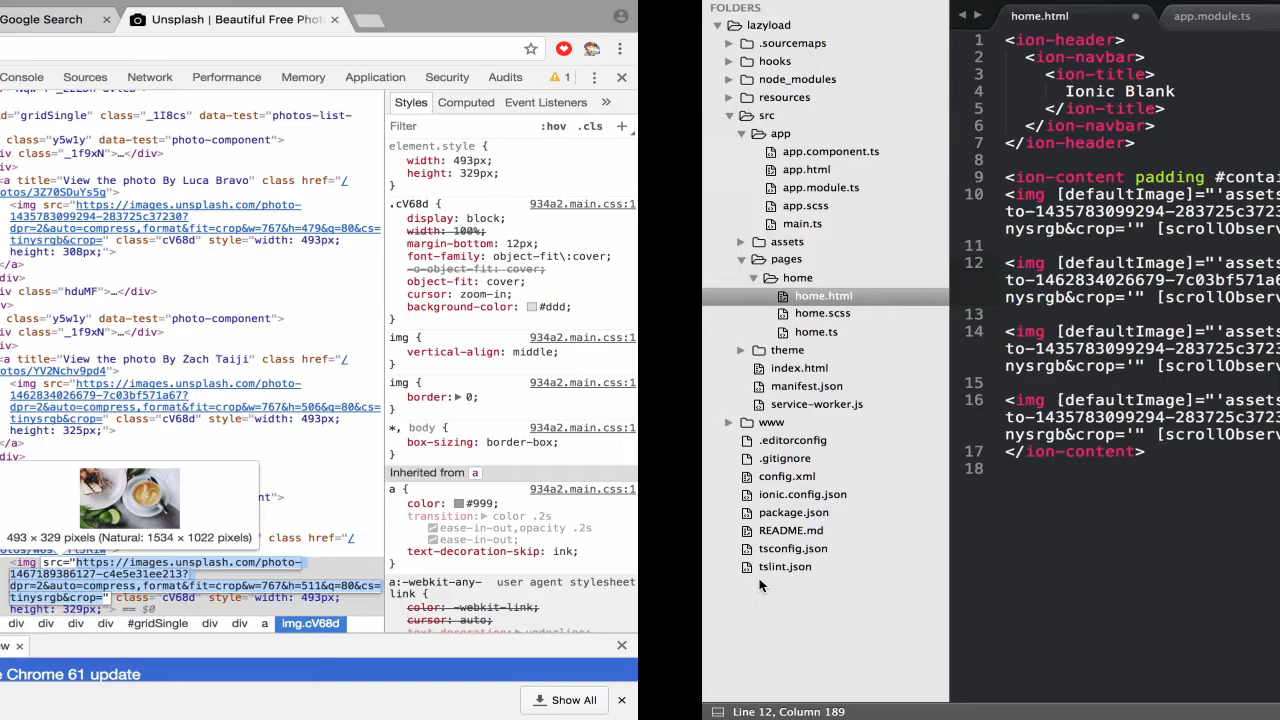 Google Search
Unsplash | Beautiful Free Phot
Console Sources Network Performance Memory Application Security Audits 1
d="gridSingle" class="_1I8cs" data-test="photos-list-
class="y5w1y" data-test="photo-component">
iv class="_1f9xN">…</div>
iv>
a title="View the photo By Luca Bravo" class href="/
otos/3Z70SDuYs5g">
<img src="https://images.unsplash.com/photo-
1435783099294-283725c37230?
dpr=2&auto=compress,format&fit=crop&w=767&h=479&q=80&cs=
tinysrgb&crop=" class="cV68d" style="width: 493px;
height: 308px;">
/a>
iv class="hduMF">…</div>
div>
class="y5w1y" data-test="photo-component">
iv class="_1f9xN">…</div>
iv>
a title="View the photo By Zach Taiji" class href="/
otos/YV2Nchv9pd4">
<img src="https://images.unsplash.com/photo-
1462834026679-7c03bf571a67?
dpr=2&auto=compress,format&fit=crop&w=767&h=506&q=80&cs=
tinysrgb&crop=" class="cV68d" style="width: 493px;
height: 325px;">
/a>
div>
onent">
493 × 329 pixels (Natural: 1534 × 1022 pixels)
class href="/
<img src="https://images.unsplash.com/photo-
1467189386127-c4e5e31ee213?
dpr=2&auto=compress,format&fit=crop&w=767&h=511&q=80&cs=
tinysrgb&crop=" class="cV68d" style="width: 493px;
height: 329px;"> == $0
div div div div #gridSingle div div a img.cV68d
Styles Computed Event Listeners »
Filter :hov .cls +
element.style {
width: 493px;
height: 329px;
}
.cV68d { 934a2.main.css:1
display: block;
width: 100%;
margin-bottom: 12px;
font-family: object-fit\:cover;
-o-object-fit: cover;
object-fit: cover;
cursor: zoom-in;
background-color: #ddd;
}
img { 934a2.main.css:1
vertical-align: middle;
}
img { 934a2.main.css:1
border: 0;
}
*, body { 934a2.main.css:1
box-sizing: border-box;
}
Inherited from a
a { 934a2.main.css:1
color: #999;
transition: color .2s
ease-in-out,opacity .2s
ease-in-out;
text-decoration-skip: ink;
}
a:-webkit-any-link { user agent stylesheet
color: -webkit-link;
cursor: auto;
text-decoration: underline;
ew ×
e Chrome 61 update
Show All
FOLDERS
lazyload
.sourcemaps
hooks
node_modules
resources
src
app
app.component.ts
app.html
app.module.ts
app.scss
main.ts
assets
pages
home
home.html
home.scss
home.ts
theme
index.html
manifest.json
service-worker.js
www
.editorconfig
.gitignore
config.xml
ionic.config.json
package.json
README.md
tsconfig.json
tslint.json
home.html app.module.ts
1 <ion-header>
2 <ion-navbar>
3 <ion-title>
4 Ionic Blank
5 </ion-title>
6 </ion-navbar>
7 </ion-header>
8
9 <ion-content padding #contai
10 <img [defaultImage]="'assets
to-1435783099294-283725c3723
nysrgb&crop='" [scrollObserv
11
12 <img [defaultImage]="'assets
to-1462834026679-7c03bf571a6
nysrgb&crop='" [scrollObserv
13
14 <img [defaultImage]="'assets
to-1435783099294-283725c3723
nysrgb&crop='" [scrollObserv
15
16 <img [defaultImage]="'assets
to-1435783099294-283725c3723
nysrgb&crop='" [scrollObserv
17 </ion-content>
18
Line 12, Column 189